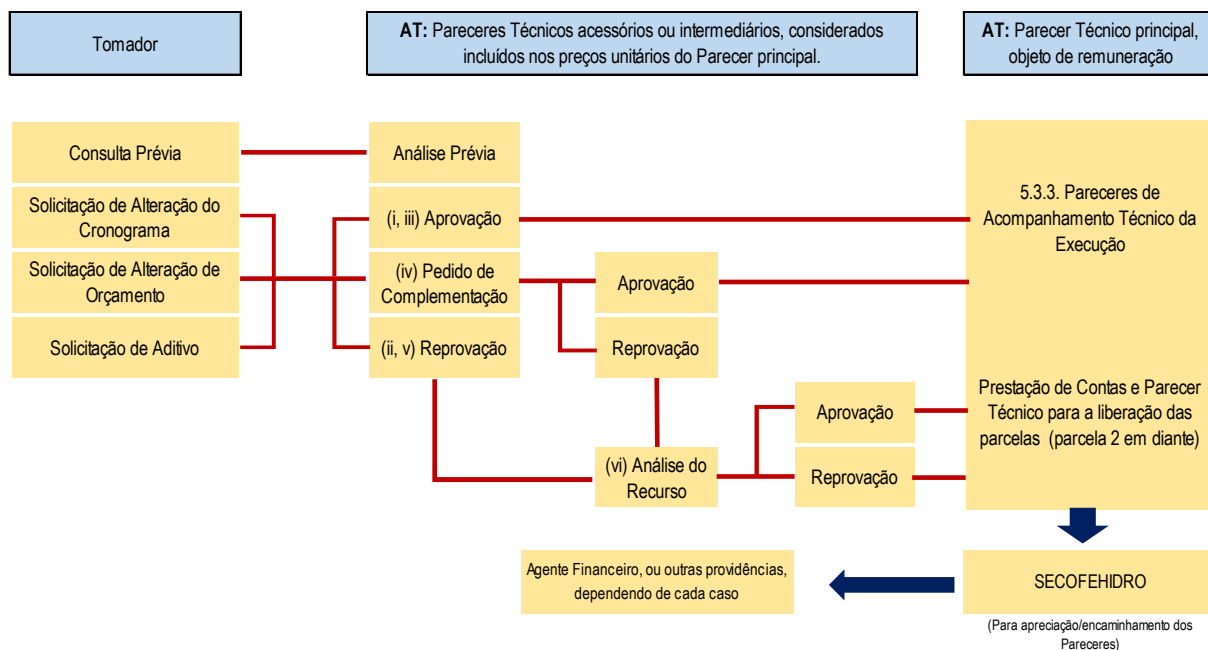 Tomador
AT: Pareceres Técnicos acessórios ou intermediários, considerados
incluídos nos preços unitários do Parecer principal.
AT: Parecer Técnico principal,
objeto de remuneração
Consulta Prévia
Análise Prévia
Solicitação de Alteração do
Cronograma
(i, iii) Aprovação
5.3.3. Pareceres de
Acompanhamento Técnico da
Execução
Solicitação de Alteração de
Orçamento
(iv) Pedido de
Complementação
Aprovação
Solicitação de Aditivo
(ii, v) Reprovação
Reprovação
Prestação de Contas e Parecer
Técnico para a liberação das
parcelas (parcela 2 em diante)
Aprovação
(vi) Análise do
Recurso
Reprovação
Agente Financeiro, ou outras providências,
dependendo de cada caso
SECOFEHIDRO
(Para apreciação/encaminhamento dos
Pareceres)